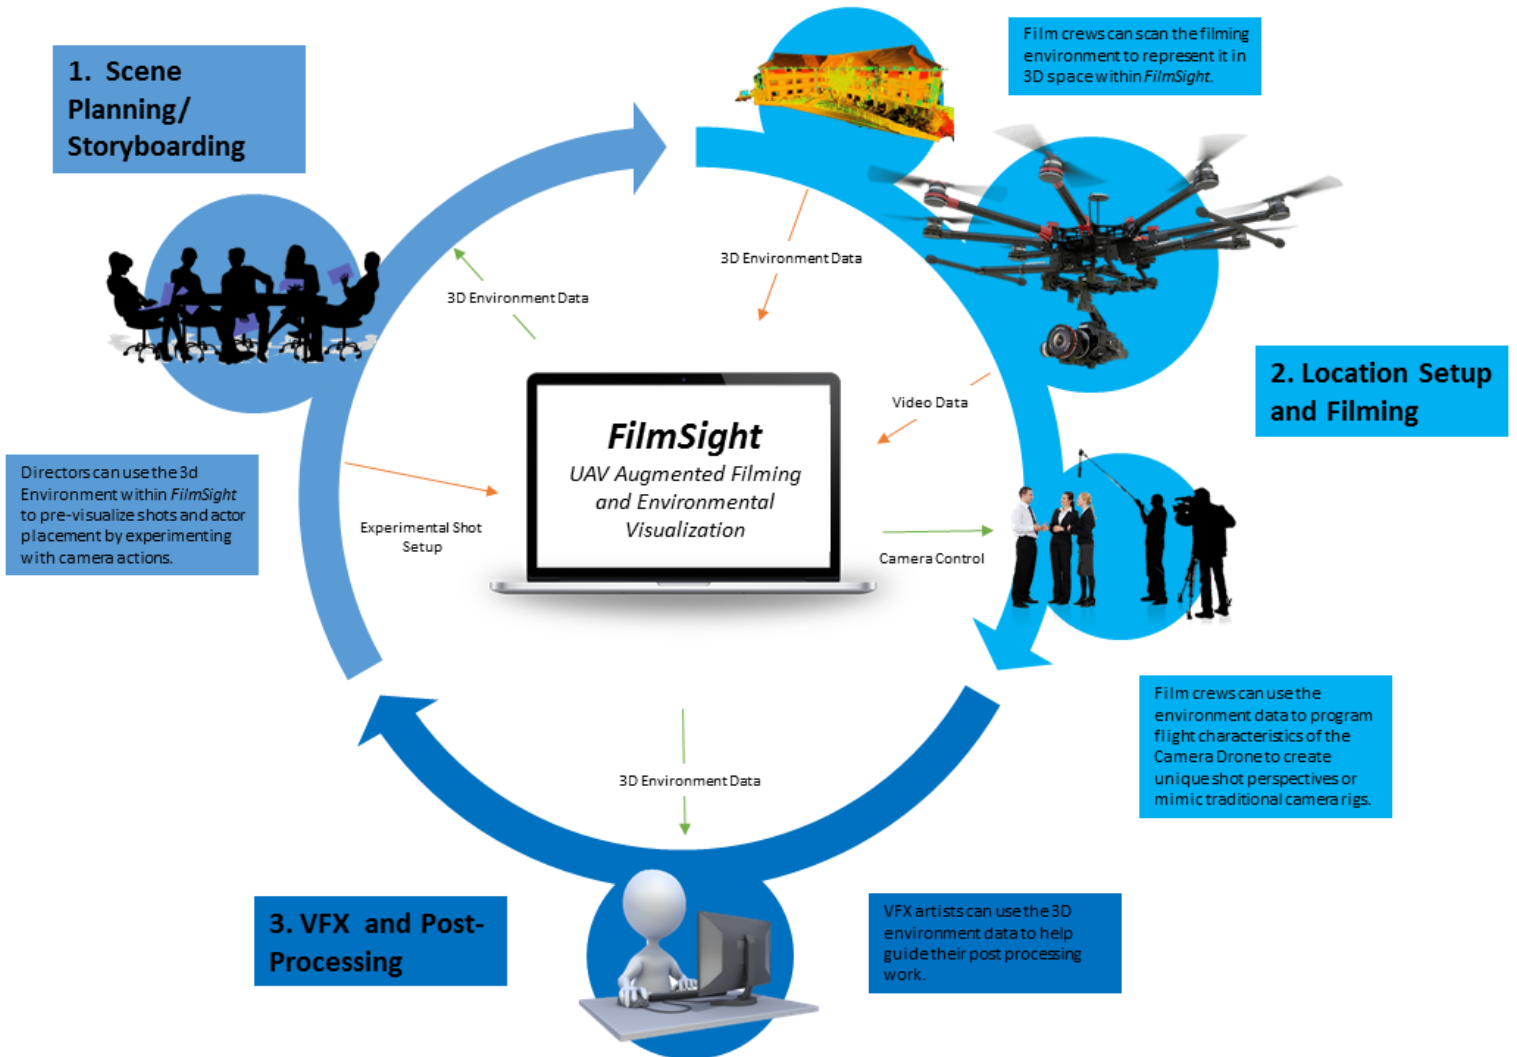 1. Scene
Planning/
Storyboarding
Film crews can scan the filming
environment to represent it in
3D space within FilmSight.
3D Environment Data
3D Environment Data
Video Data
2. Location Setup
and Filming
FilmSight
UAV Augmented Filming
and Environmental
Visualization
Directors can use the 3d
Environment within FilmSight
to pre-visualize shots and actor
placement by experimenting
with camera actions.
Experimental Shot
Setup
Camera Control
Film crews can use the
environment data to program
flight characteristics of the
Camera Drone to create
unique shot perspectives or
mimic traditional camera rigs.
3D Environment Data
3. VFX and Post-
Processing
VFX artists can use the 3D
environment data to help
guide their post processing
work.